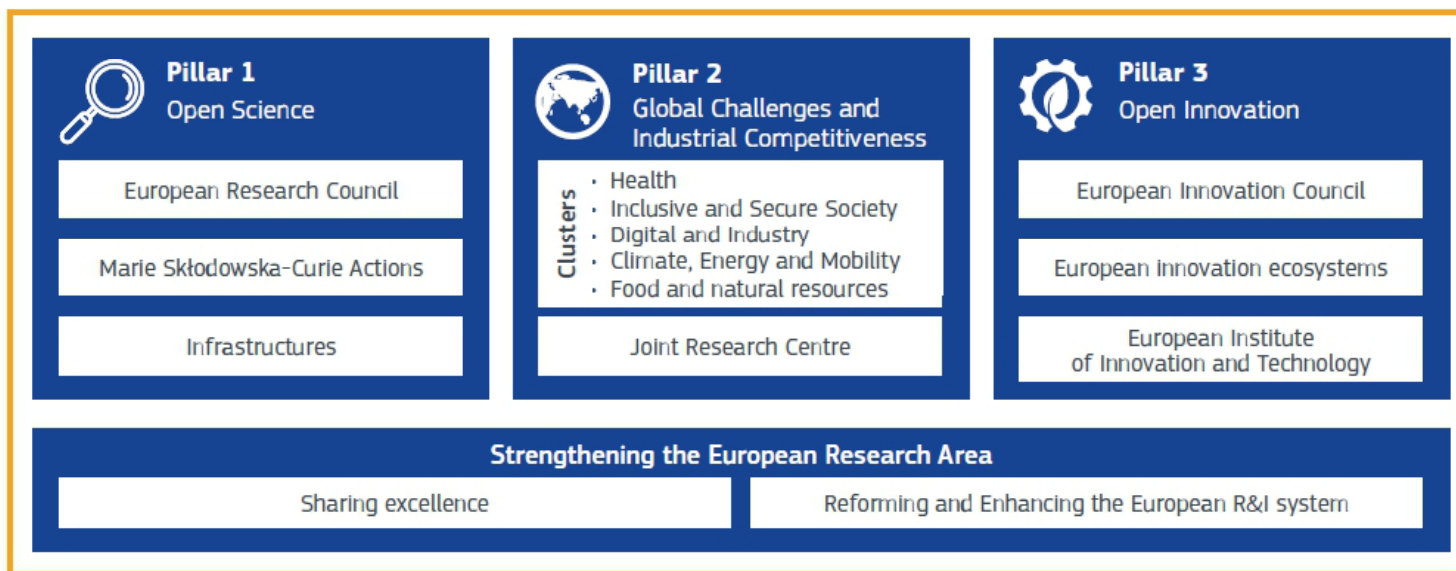 Pillar 1
Open Science
European Research Council
Marie Skłodowska-Curie Actions
Infrastructures
Pillar 2
Global Challenges and
Industrial Competitiveness
Clusters
· Health
· Inclusive and Secure Society
· Digital and Industry
· Climate, Energy and Mobility
· Food and natural resources
Joint Research Centre
Pillar 3
Open Innovation
European Innovation Council
European innovation ecosystems
European Institute
of Innovation and Technology
Strengthening the European Research Area
Sharing excellence
Reforming and Enhancing the European R&I system